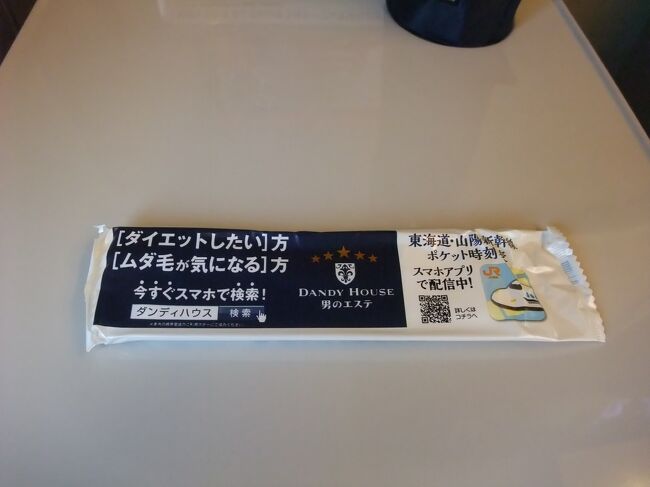 [ダイエットしたい]方
[ムダ毛が気になる]方
今すぐスマホで検索！
ダンディハウス 検索
DANDY HOUSE
男のエステ
東海道・山陽新幹線
ポケット時刻
スマホアプリ
で配信中！
詳しくは
コチラへ
JR